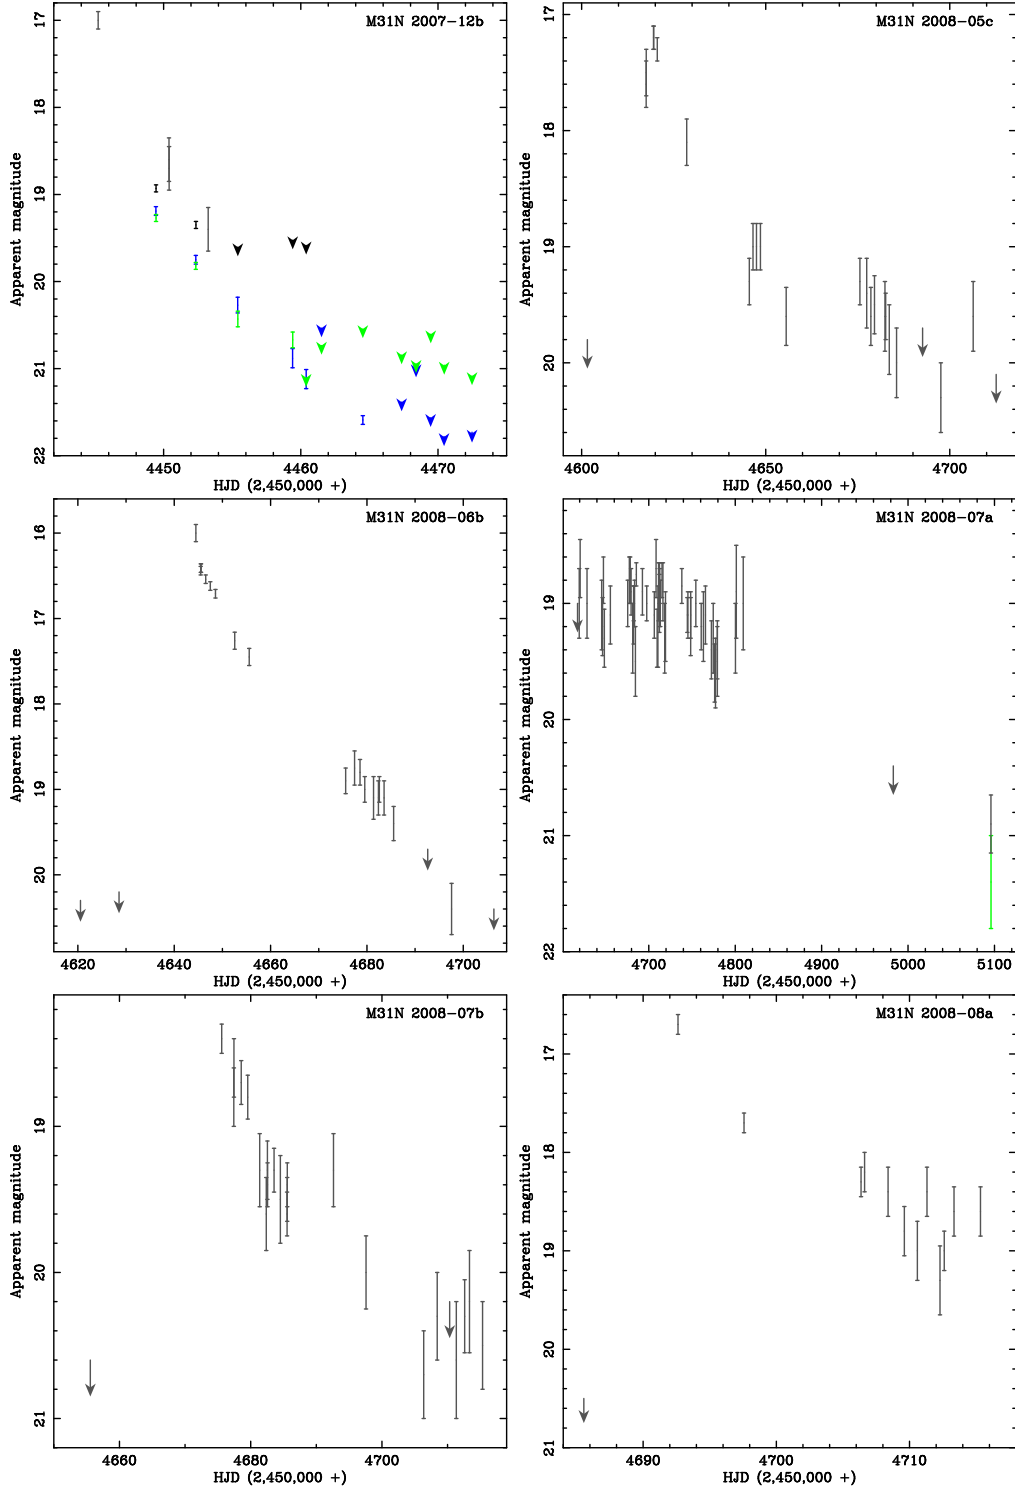 M31N 2007-12b
Apparent magnitude
17
18
19
20
21
22
4450
4460
4470
HJD (2,450,000 +)
M31N 2008-05c
Apparent magnitude
17
18
19
20
4600
4650
4700
HJD (2,450,000 +)
M31N 2008-06b
Apparent magnitude
16
17
18
19
20
4620
4640
4660
4680
4700
HJD (2,450,000 +)
M31N 2008-07a
Apparent magnitude
19
20
21
22
4700
4800
4900
5000
5100
HJD (2,450,000 +)
M31N 2008-07b
Apparent magnitude
19
20
21
4660
4680
4700
HJD (2,450,000 +)
M31N 2008-08a
Apparent magnitude
17
18
19
20
21
4690
4700
4710
HJD (2,450,000 +)